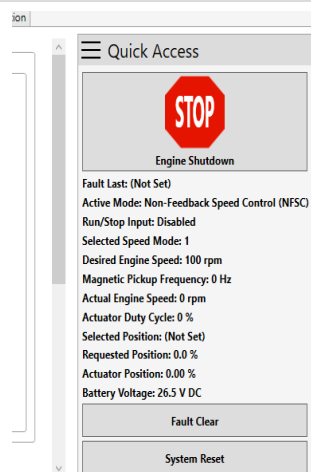 Quick Access
STOP
Engine Shutdown
Fault Last: (Not Set)
Active Mode: Non-Feedback Speed Control (NFSC)
Run/Stop Input: Disabled
Selected Speed Mode: 1
Desired Engine Speed: 100 rpm
Magnetic Pickup Frequency: 0 Hz
Actual Engine Speed: 0 rpm
Actuator Duty Cycle: 0 %
Selected Position: (Not Set)
Requested Position: 0.0 %
Actuator Position: 0.00 %
Battery Voltage: 26.5 V DC
Fault Clear
System Reset